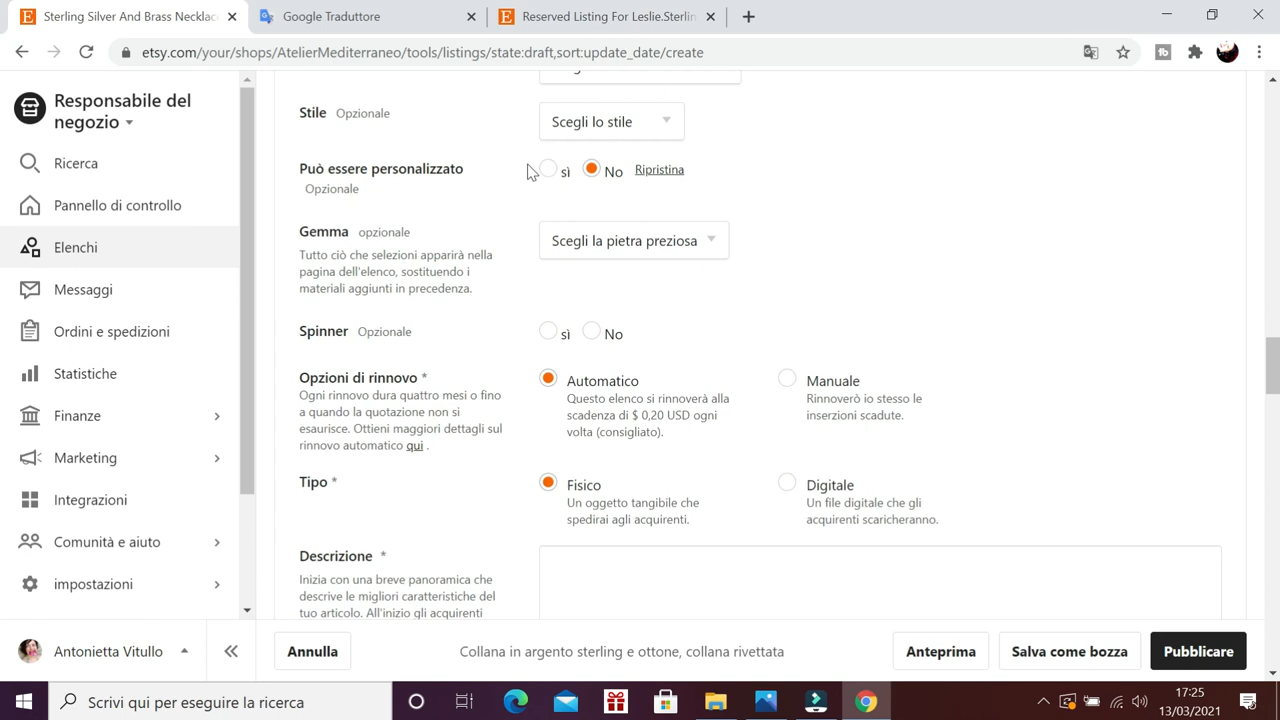 Sterling Silver And Brass Necklac
Google Traduttore
Reserved Listing For Leslie.Sterlin
etsy.com/your/shops/AtelierMediterraneo/tools/listings/state:draft,sort:update_date/create
Responsabile del
negozio
Ricerca
Pannello di controllo
Elenchi
Messaggi
Ordini e spedizioni
Statistiche
Finanze
Marketing
Integrazioni
Comunità e aiuto
impostazioni
Antonietta Vitullo
Stile Opzionale
Scegli lo stile
Può essere personalizzato
Opzionale
sì No Ripristina
Gemma opzionale
Tutto ciò che selezioni apparirà nella
pagina dell'elenco, sostituendo i
materiali aggiunti in precedenza.
Scegli la pietra preziosa
Spinner Opzionale
sì No
Opzioni di rinnovo *
Ogni rinnovo dura quattro mesi o fino
a quando la quotazione non si
esaurisce. Ottieni maggiori dettagli sul
rinnovo automatico qui .
Automatico
Questo elenco si rinnoverà alla
scadenza di $ 0,20 USD ogni
volta (consigliato).
Manuale
Rinnoverò io stesso le
inserzioni scadute.
Tipo *
Fisico
Un oggetto tangibile che
spedirai agli acquirenti.
Digitale
Un file digitale che gli
acquirenti scaricheranno.
Descrizione *
Inizia con una breve panoramica che
descrive le migliori caratteristiche del
tuo articolo. All'inizio gli acquirenti
Annulla
Collana in argento sterling e ottone, collana rivettata
Anteprima
Salva come bozza
Pubblicare
Scrivi qui per eseguire la ricerca
17:25
13/03/2021